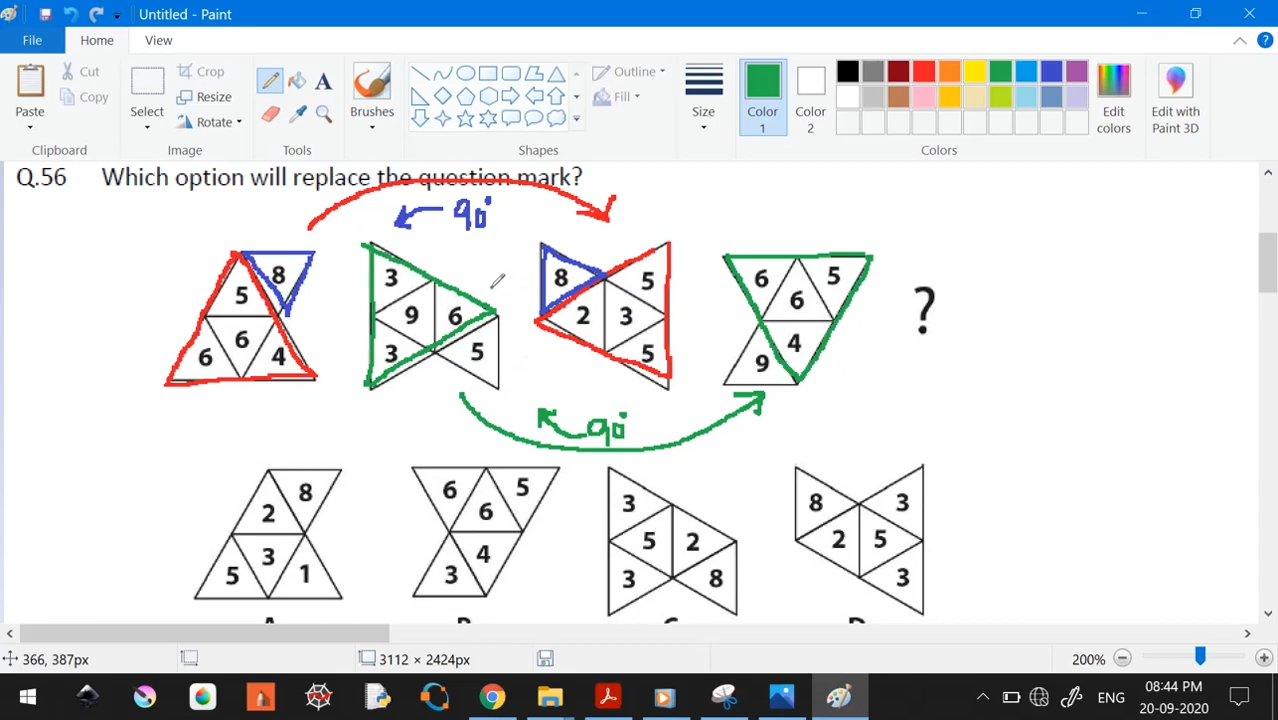 Untitled - Paint
File Home View
Paste
Cut
Copy
Clipboard
Select
Crop
Resize
Rotate
Image
A
Tools
Brushes
Outline
Fill
Shapes
Size
Color 1
Color 2
Edit colors
Edit with Paint 3D
Colors
Q.56 Which option will replace the question mark?
90°
8
5
6
6
4
3
9
6
3
5
8
5
2
3
5
6
5
6
4
9
?
90°
8
2
3
5
1
6
5
6
4
3
3
5
2
3
8
8
3
2
5
3
A B C D
366, 387px
3112 × 2424px
200%
ENG
08:44 PM
20-09-2020